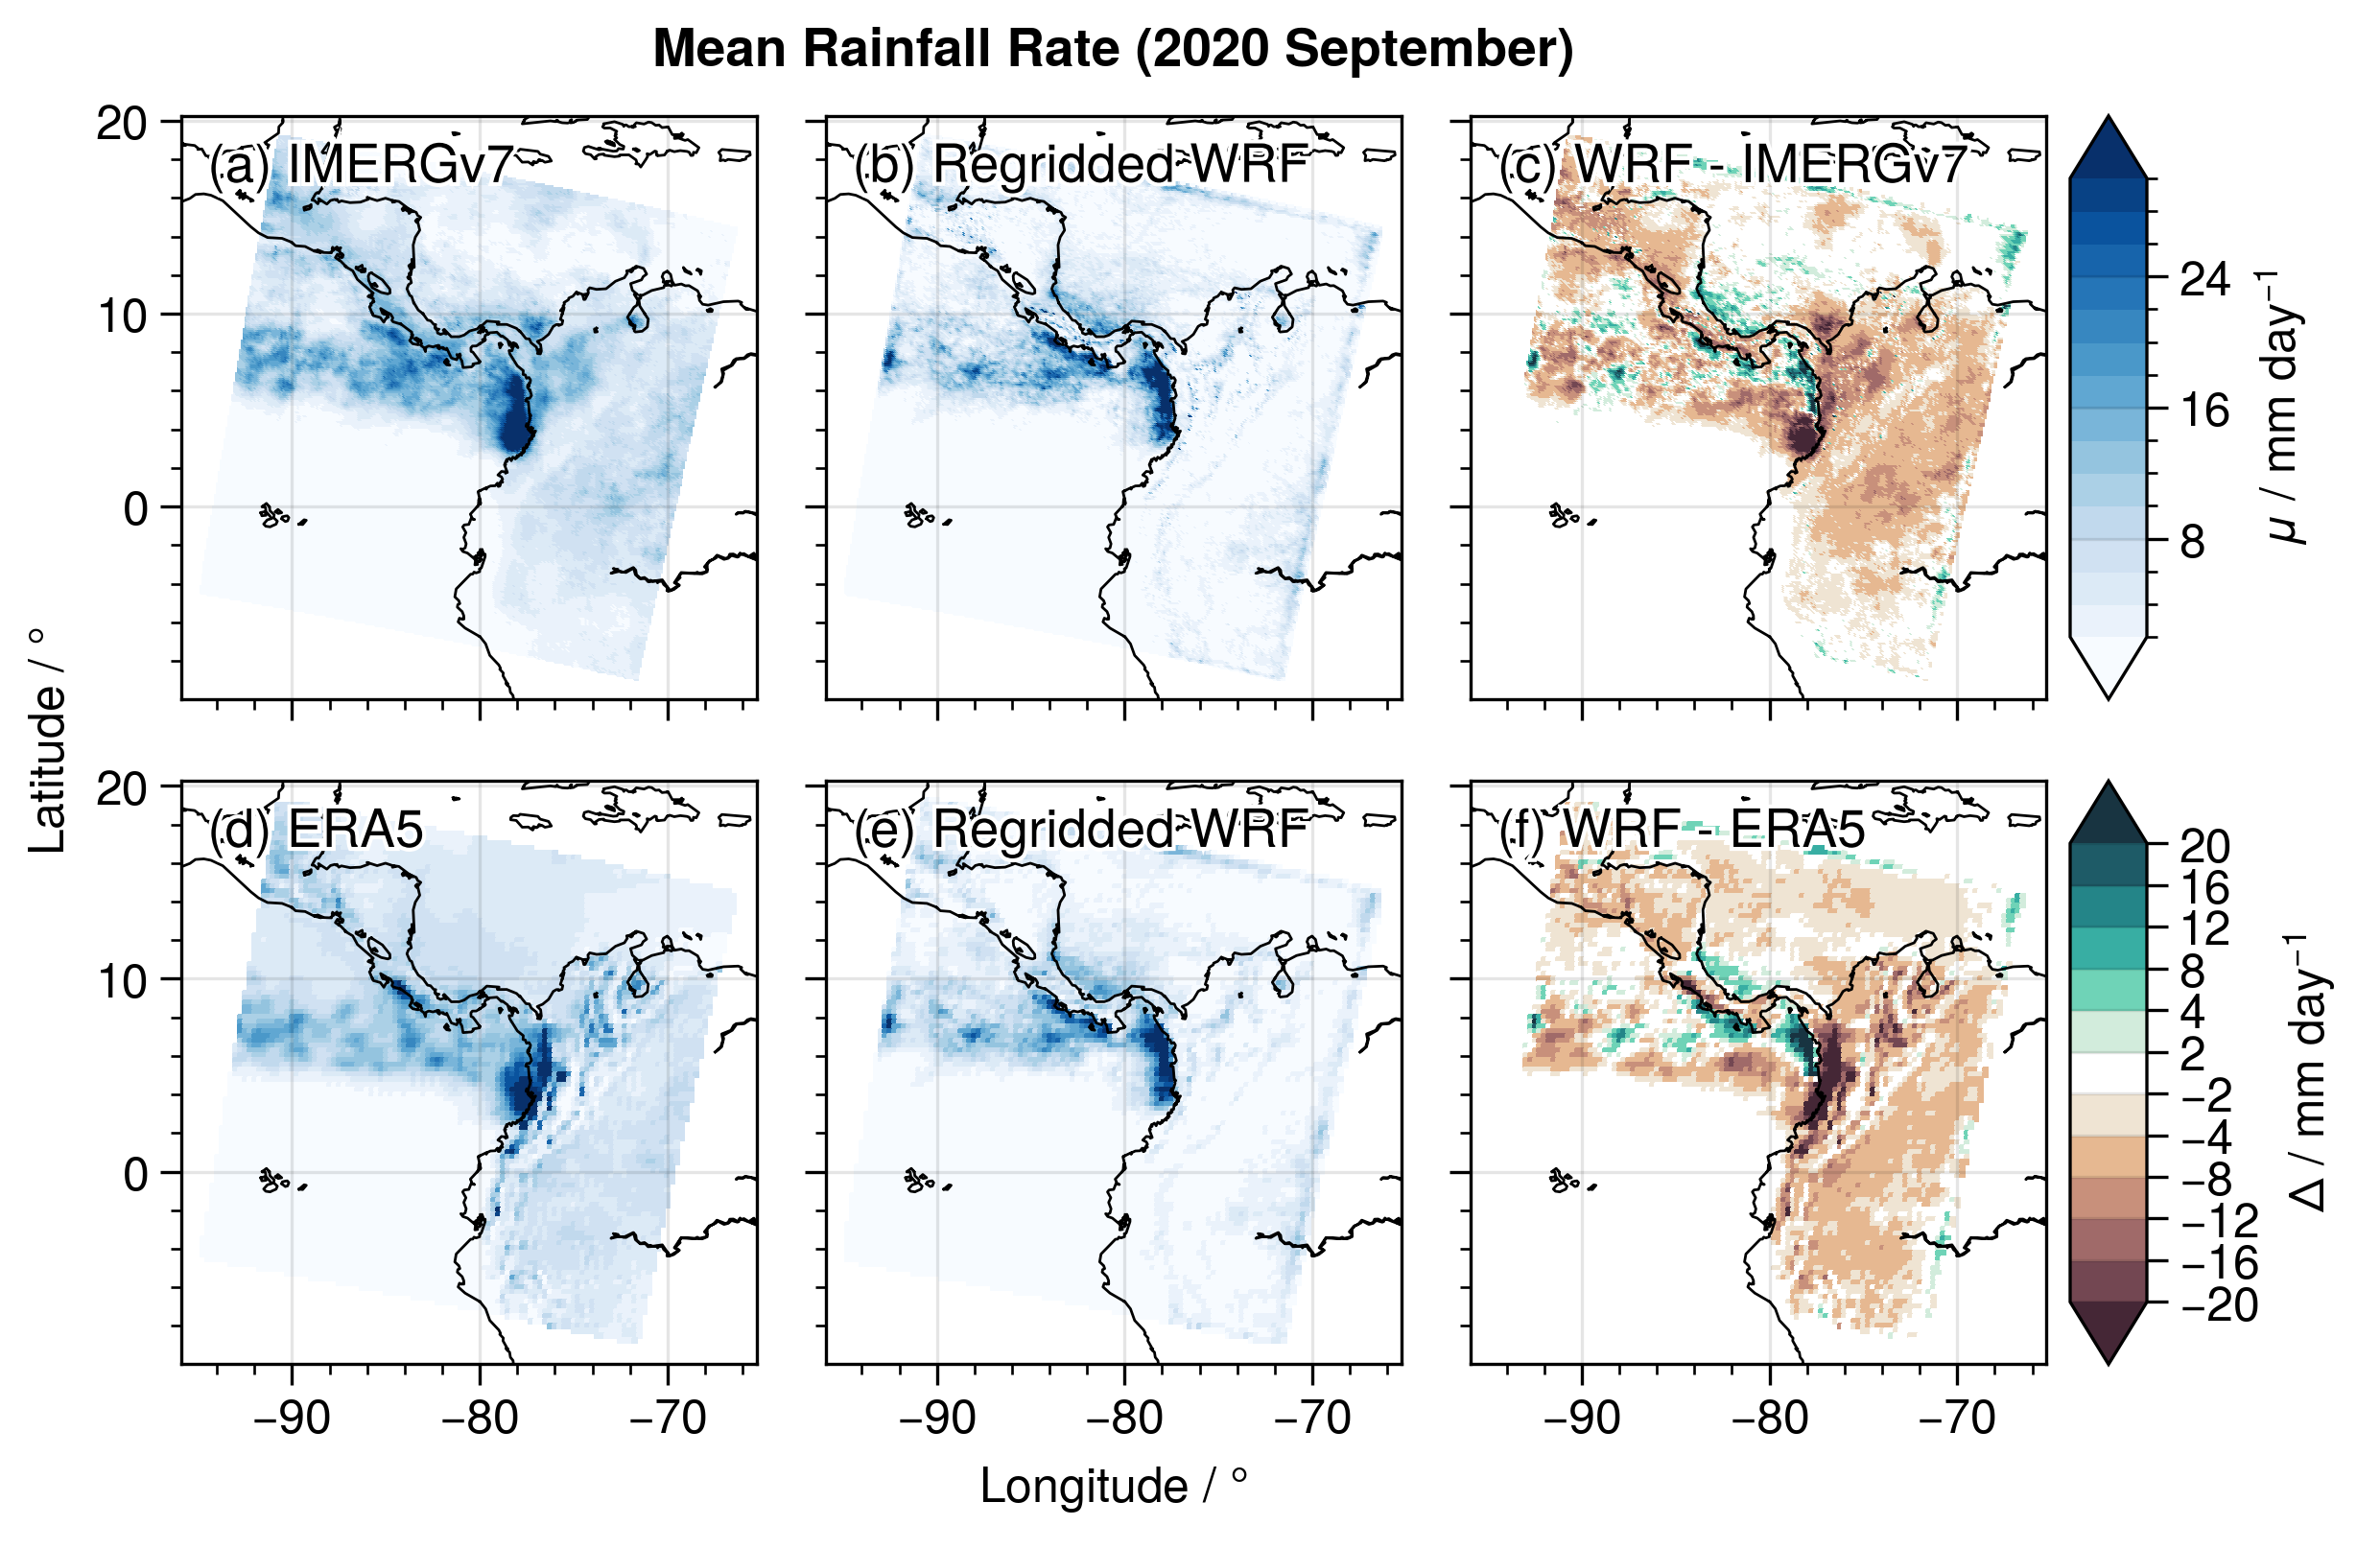 Mean Rainfall Rate (2020 September)
(a) IMERGv7
(b) Regridded WRF
(c) WRF - IMERGv7
20
10
0
24
16
8
μ / mm day⁻¹
Latitude / °
(d) ERA5
(e) Regridded WRF
(f) WRF - ERA5
20
10
0
20
16
12
8
4
2
−2
−4
−8
−12
−16
−20
Δ / mm day⁻¹
−90 −80 −70
−90 −80 −70
−90 −80 −70
Longitude / °